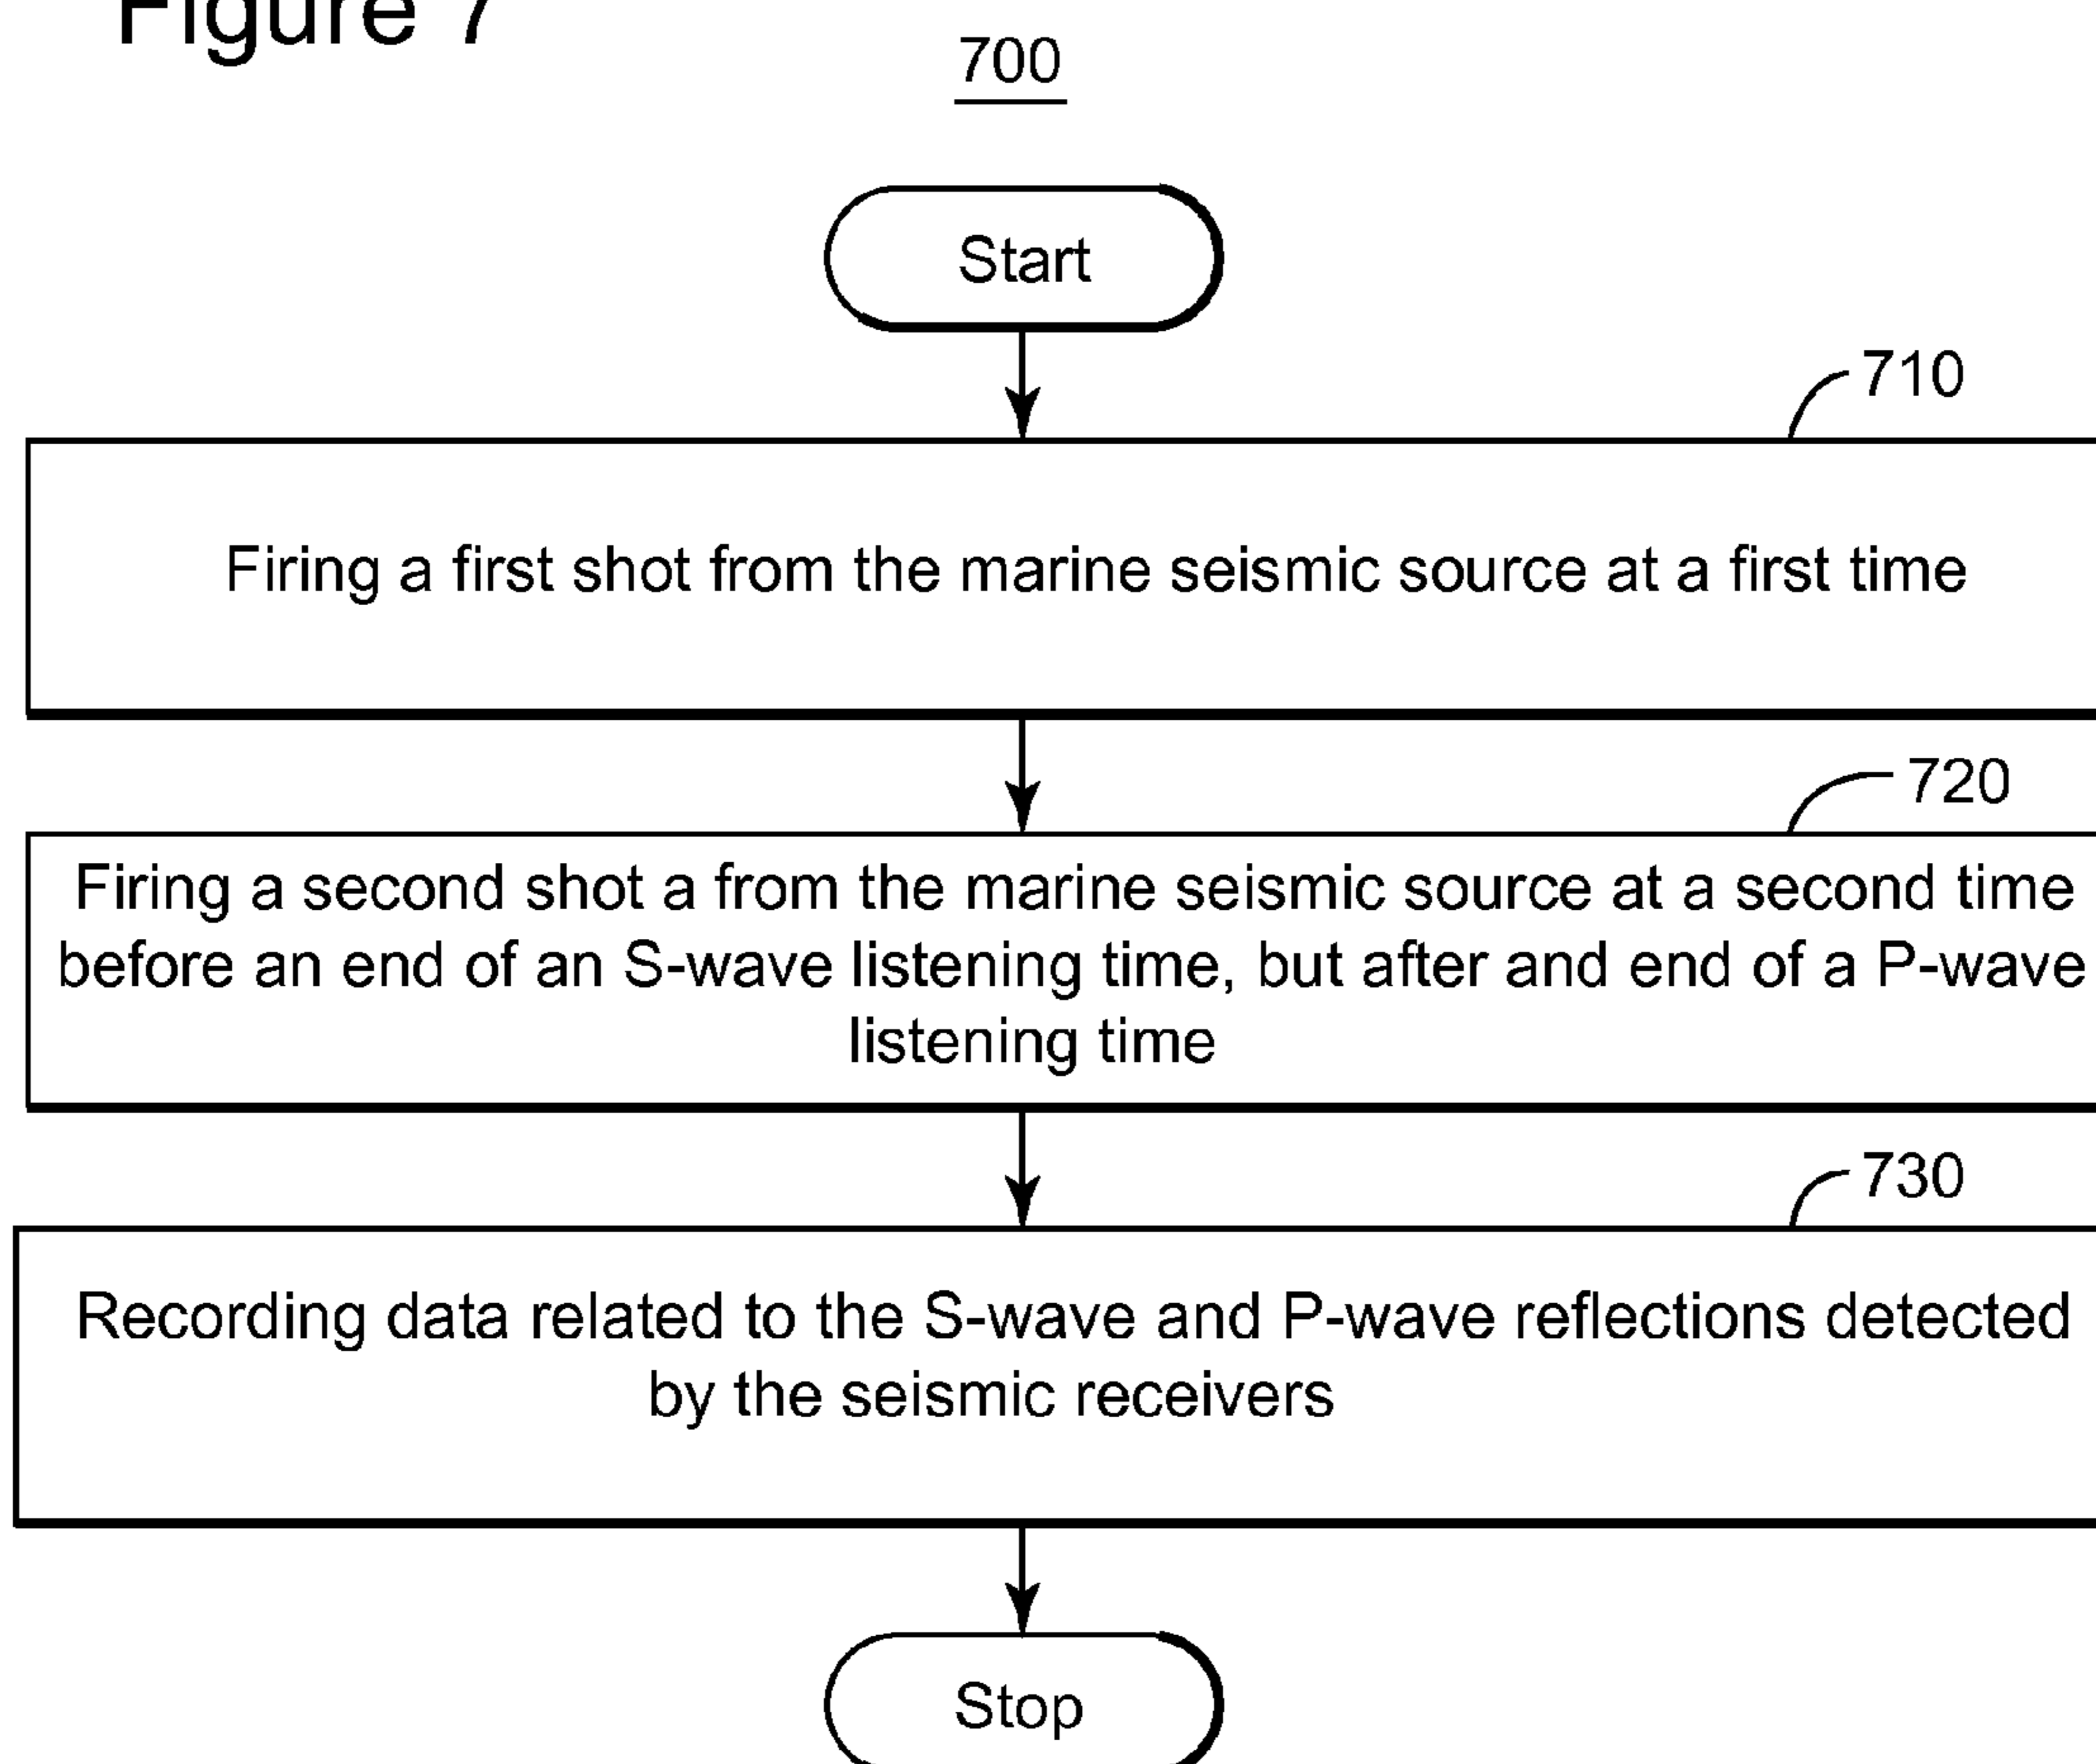 Figure 7
700
Start
710
Firing a first shot from the marine seismic source at a first time
720
Firing a second shot a from the marine seismic source at a second time
before an end of an S-wave listening time, but after and end of a P-wave
listening time
730
Recording data related to the S-wave and P-wave reflections detected
by the seismic receivers
Stop